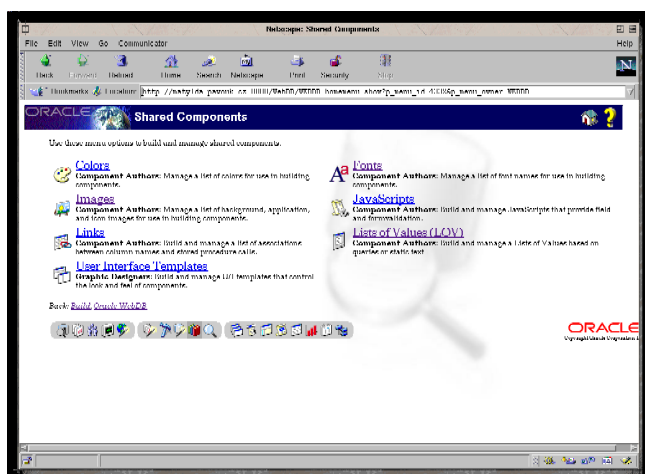 Netscape: Shared Components
File Edit View Go Communicator Help
Back Forward Reload Home Search Netscape Print Security Stop
Bookmarks Location:
ORACLE Shared Components
Use these menu options to build and manage shared components.
Colors
Component Authors: Manage a list of colors for use in building
components.
Fonts
Component Authors: Manage a list of font names for use in building
components.
Images
Component Authors: Manage a list of background, application,
and icon images for use in building components.
JavaScripts
Component Authors: Build and manage JavaScripts that provide field
and formvalidation.
Links
Component Authors: Build and manage a list of associations
between column names and stored procedure calls.
Lists of Values (LOV)
Component Authors: Build and manage a Lists of Values based on
queries or static text
User Interface Templates
Graphic Designers: Build and manage U/I templates that control
the look and feel of components.
Back: Build, Oracle WebDB
ORACLE